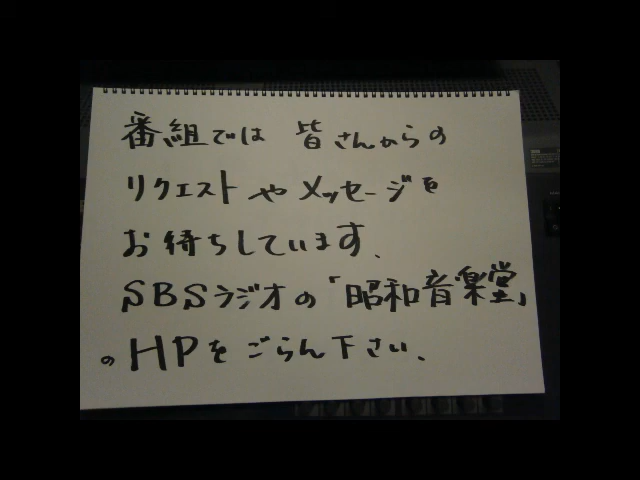 番組では 皆さんからの
リクエストやメッセージを
お待ちしています、
SBSラジオの「昭和音楽堂」
のHPをごらん下さい、